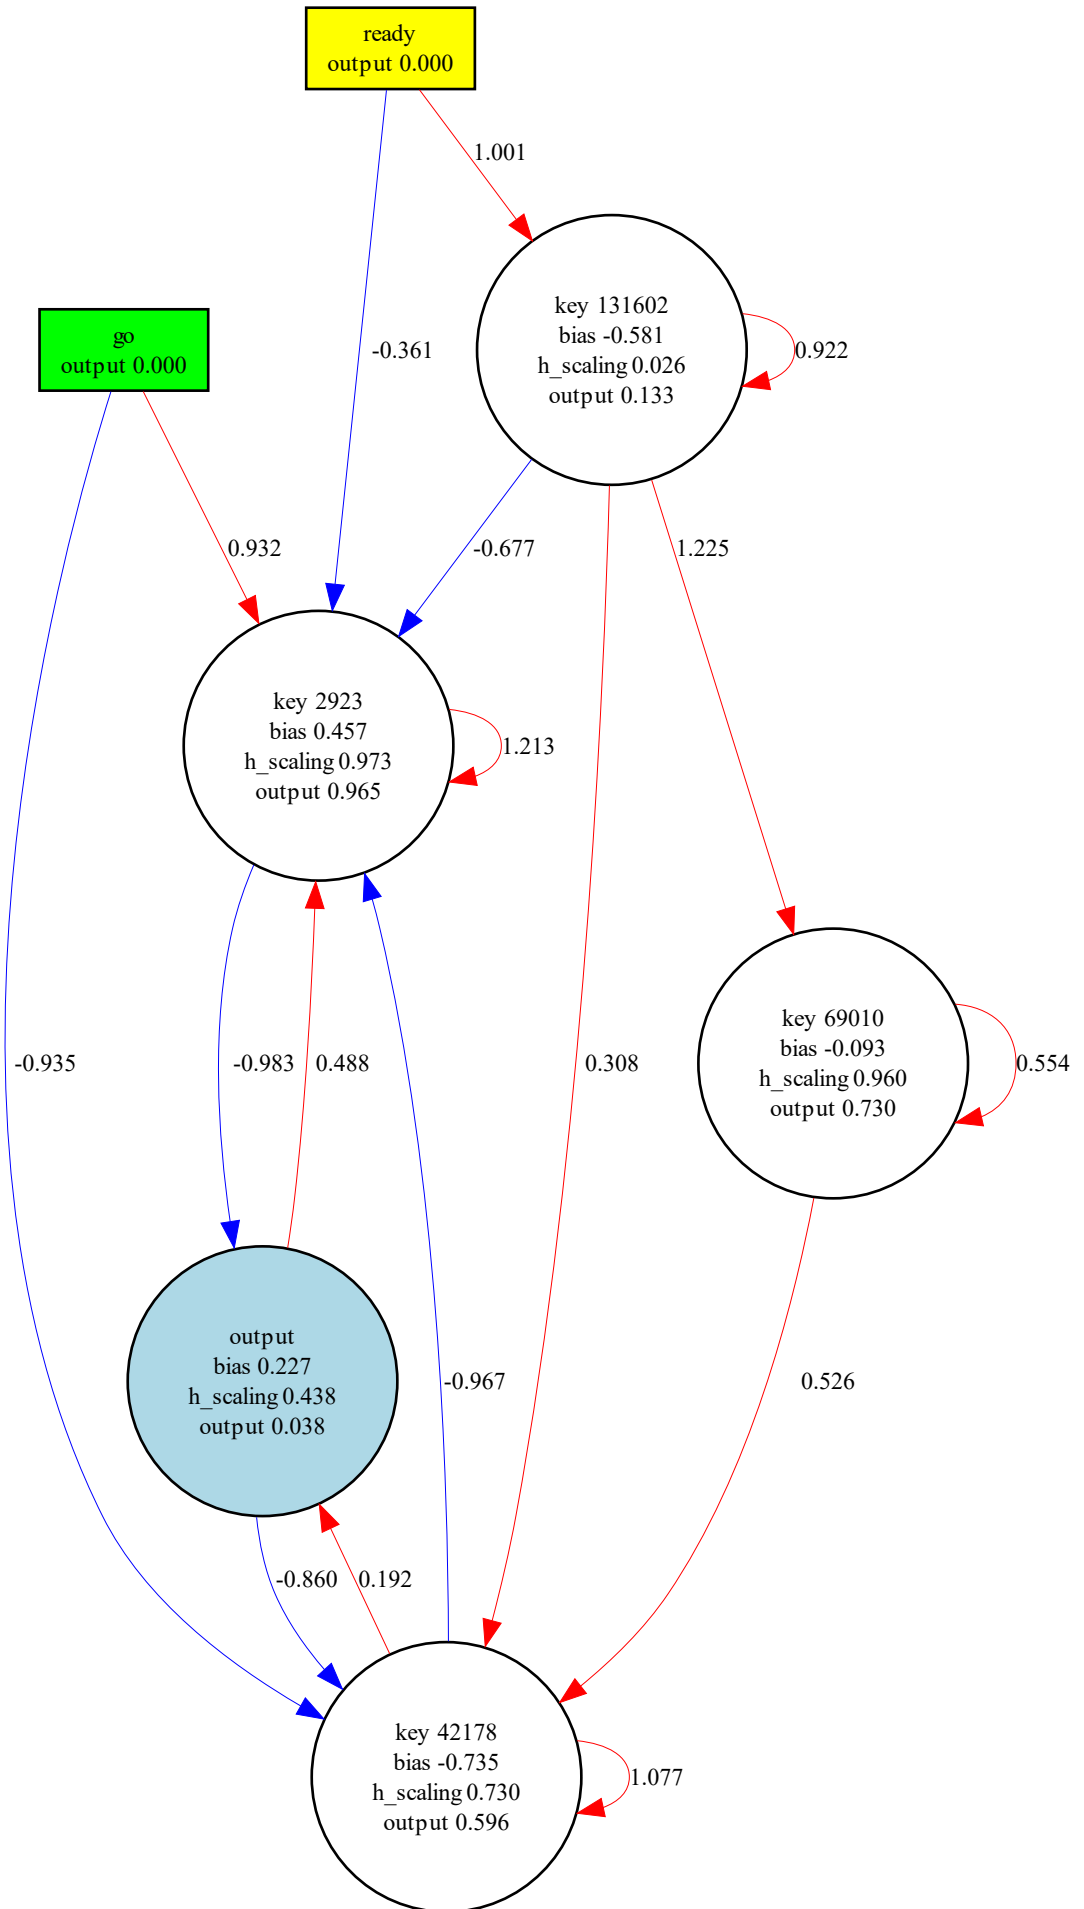 ready
output 0.000
1.001
go
output 0.000
-0.361
key 131602
bias -0.581
h_scaling 0.026
output 0.133
0.922
0.932
-0.677
1.225
key 2923
bias 0.457
h_scaling 0.973
output 0.965
1.213
-0.935
-0.983
0.488
0.308
key 69010
bias -0.093
h_scaling 0.960
output 0.730
0.554
output
bias 0.227
h_scaling 0.438
output 0.038
-0.967
0.526
-0.860
0.192
key 42178
bias -0.735
h_scaling 0.730
output 0.596
1.077